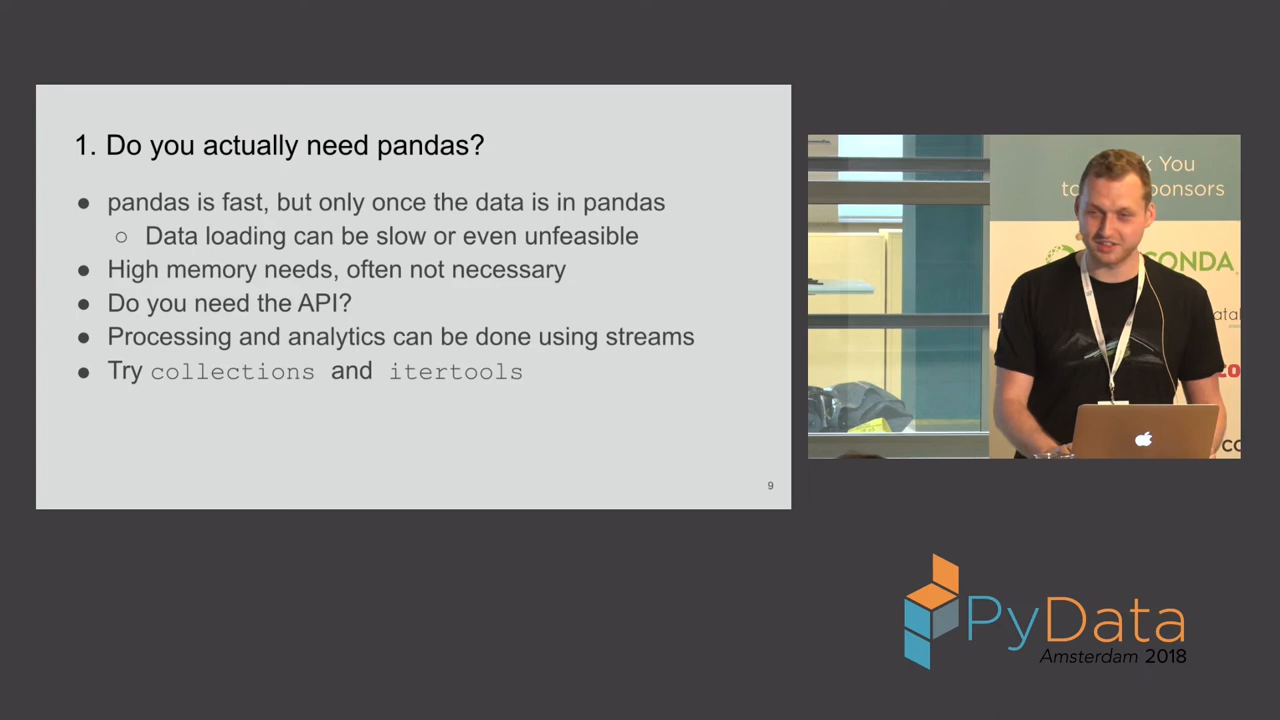 1. Do you actually need pandas?
● pandas is fast, but only once the data is in pandas
○ Data loading can be slow or even unfeasible
● High memory needs, often not necessary
● Do you need the API?
● Processing and analytics can be done using streams
● Try collections and itertools
9
You
sponsors
CONDA
PyData
Amsterdam 2018